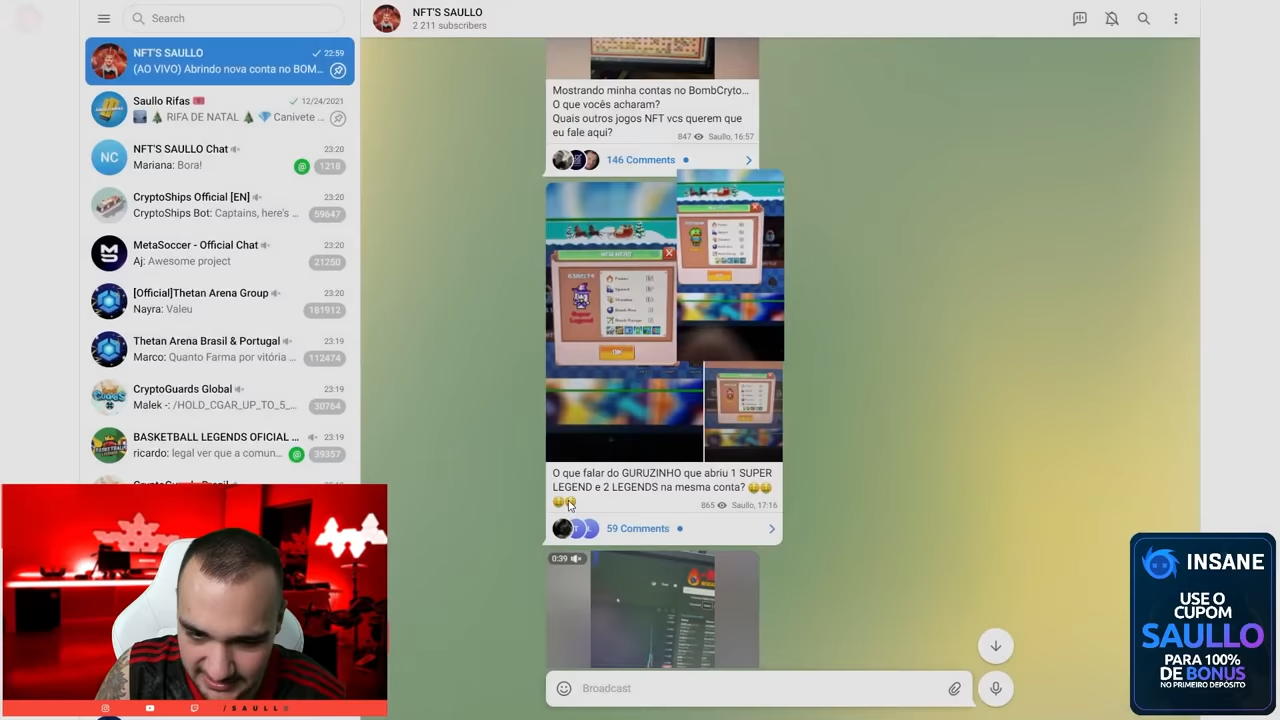 Search
NFT'S SAULLO
22:59
(AO VIVO) Abrindo nova conta no BOM...
Saullo Rifas
12/24/2021
RIFA DE NATAL
Canivete ...
NFT'S SAULLO Chat
23:20
NC
Mariana: Bora!
@
1218
CryptoShips Official [EN]
23:20
CryptoShips Bot: Captains, here's ...
59647
MetaSoccer - Official Chat
23:20
Aj: Awesome project
21250
[Official]Thetan Arena Group
23:20
Nayra: Valeu
181912
Thetan Arena Brasil & Portugal
23:19
Marco: Quanto Farma por vitória ...
112474
CryptoGuards Global
23:19
Malek -: /HOLD_CGAR_UP_TO_5_...
30764
BASKETBALL LEGENDS OFICIAL ...
23:19
ricardo: legal ver que a comun...
@
39357
NFT'S SAULLO
2 211 subscribers
Mostrando minha contas no BombCryto...
O que vocês acharam?
Quais outros jogos NFT vcs querem que
eu fale aqui?
847
Saullo, 16:57
146 Comments
Super
Legend
O que falar do GURUZINHO que abriu 1 SUPER
LEGEND e 2 LEGENDS na mesma conta?
865
Saullo, 17:16
59 Comments
0:39
Broadcast
/SAULL
INSANE
USE O
CUPOM
SAULLO
PARA 100%
DE BONUS
NO PRIMEIRO DEPÓSITO